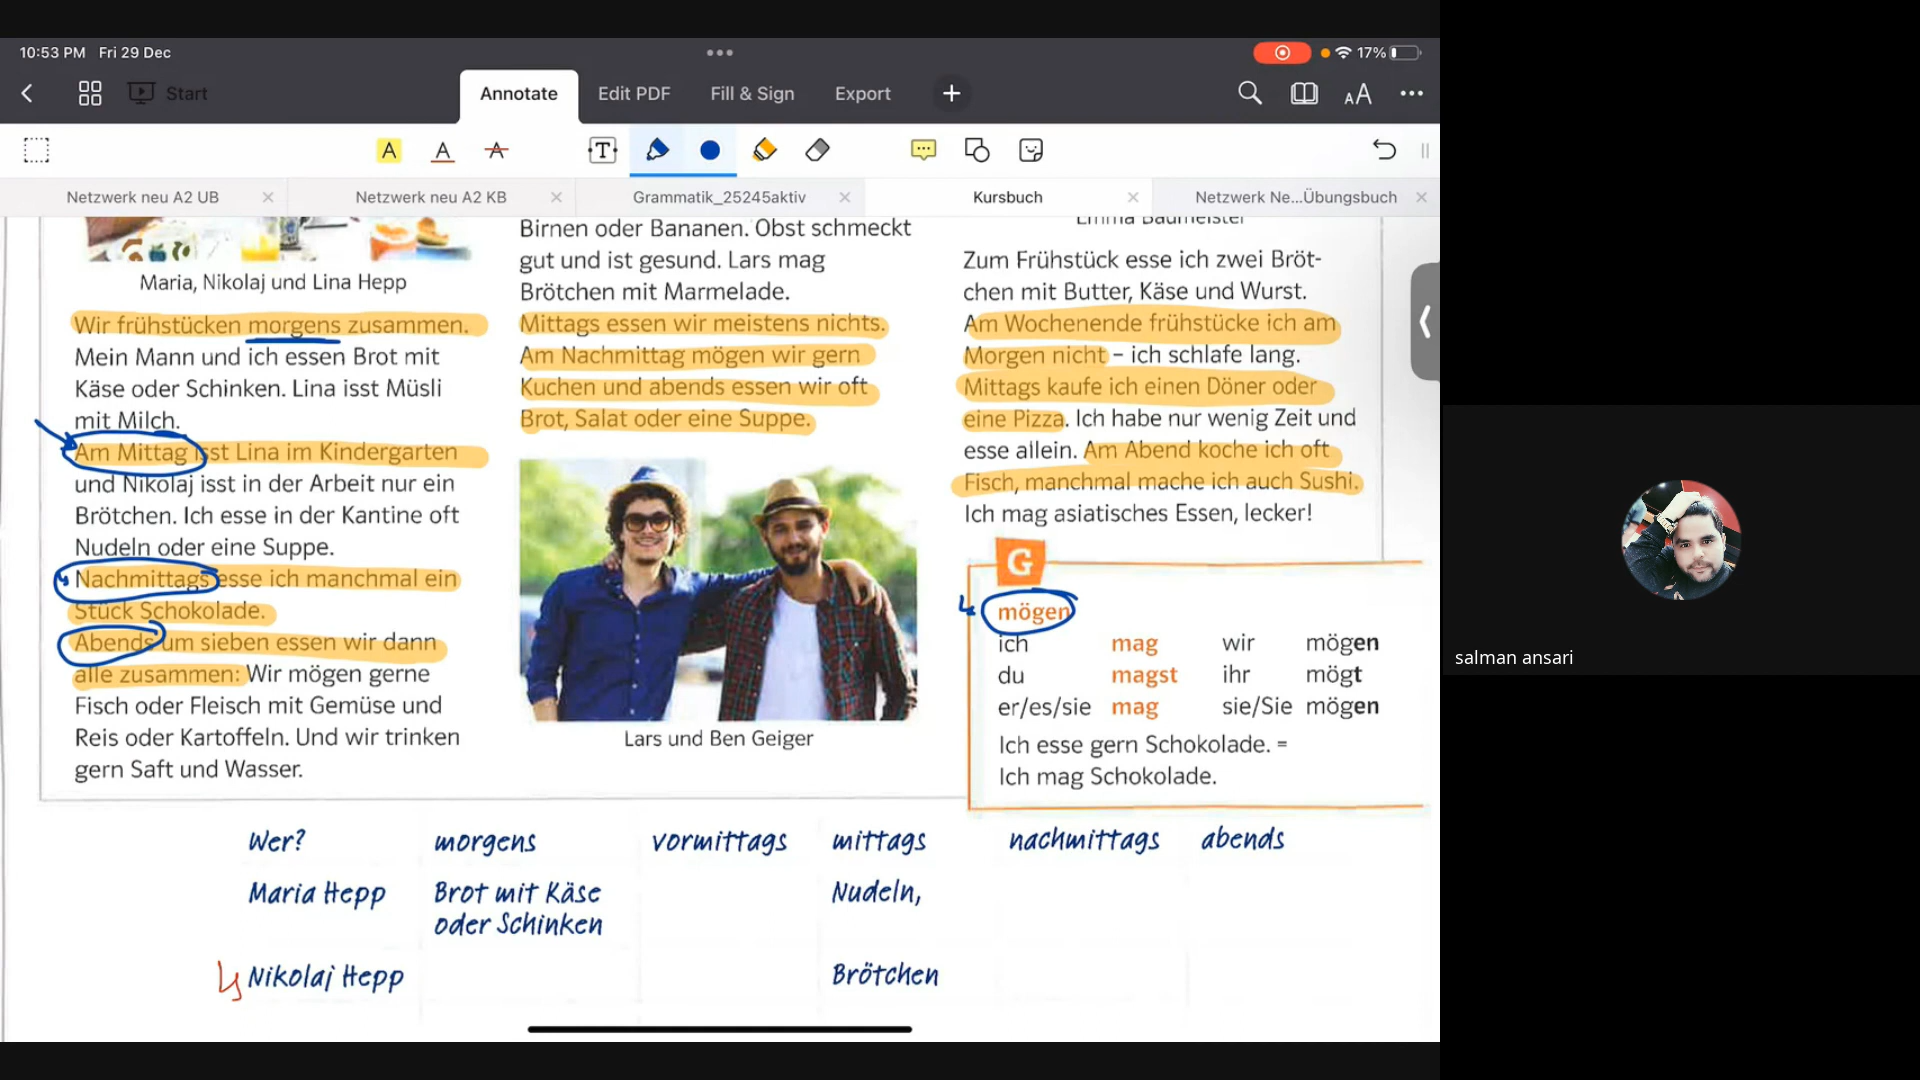 10:53 PM Fri 29 Dec
17%
Start
Annotate
Edit PDF
Fill & Sign
Export
AA
A A A T
Netzwerk neu A2 UB
Netzwerk neu A2 KB
Grammatik_25245aktiv
Kursbuch
Netzwerk Ne...Übungsbuch
Maria, Nikolaj und Lina Hepp
Wir frühstücken morgens zusammen.
Mein Mann und ich essen Brot mit
Käse oder Schinken. Lina isst Müsli
mit Milch.
Am Mittag isst Lina im Kindergarten
und Nikolaj isst in der Arbeit nur ein
Brötchen. Ich esse in der Kantine oft
Nudeln oder eine Suppe.
Nachmittags esse ich manchmal ein
Stück Schokolade.
Abends um sieben essen wir dann
alle zusammen: Wir mögen gerne
Fisch oder Fleisch mit Gemüse und
Reis oder Kartoffeln. Und wir trinken
gern Saft und Wasser.
Birnen oder Bananen. Obst schmeckt
gut und ist gesund. Lars mag
Brötchen mit Marmelade.
Mittags essen wir meistens nichts.
Am Nachmittag mögen wir gern
Kuchen und abends essen wir oft
Brot, Salat oder eine Suppe.
Lars und Ben Geiger
Emma Baumeister
Zum Frühstück esse ich zwei Bröt-
chen mit Butter, Käse und Wurst.
Am Wochenende frühstücke ich am
Morgen nicht – ich schlafe lang.
Mittags kaufe ich einen Döner oder
eine Pizza. Ich habe nur wenig Zeit und
esse allein. Am Abend koche ich oft
Fisch, manchmal mache ich auch Sushi.
Ich mag asiatisches Essen, lecker!
G
mögen
ich mag wir mögen
du magst ihr mögt
er/es/sie mag sie/Sie mögen
Ich esse gern Schokolade. =
Ich mag Schokolade.
Wer? morgens vormittags mittags nachmittags abends
Maria Hepp Brot mit Käse Nudeln,
oder Schinken
Nikolaj Hepp Brötchen
salman ansari